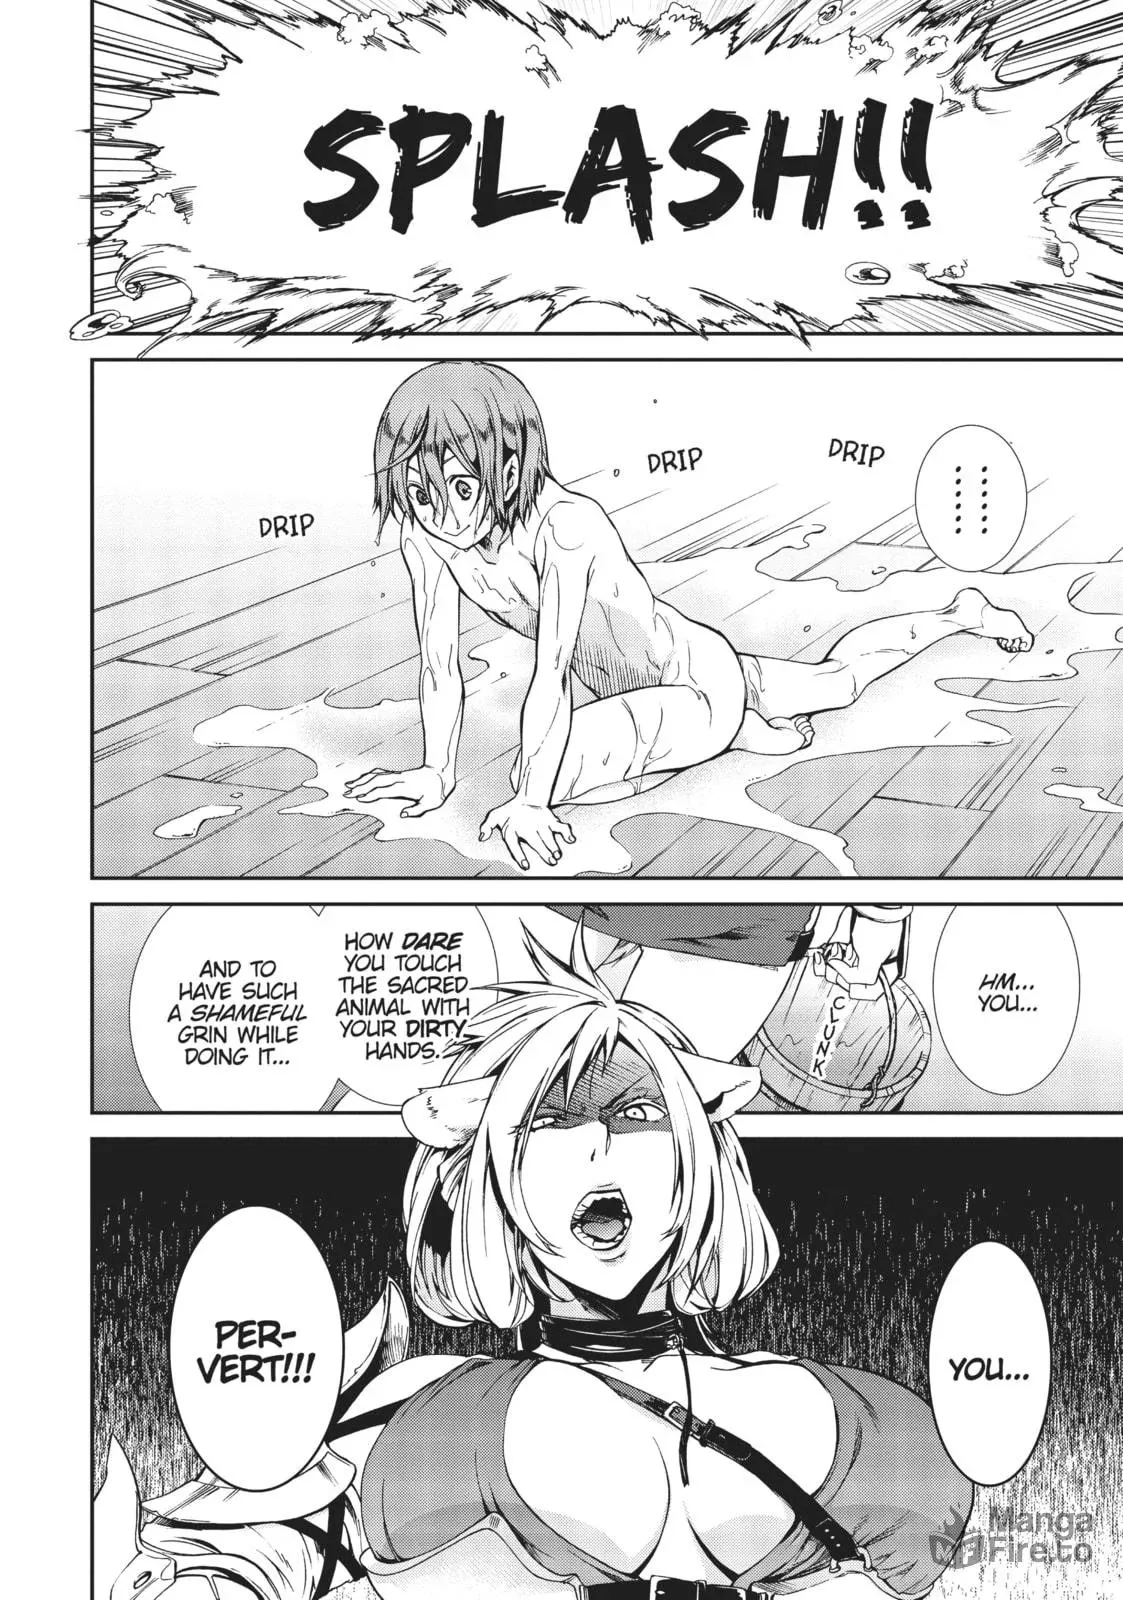 SPLASH!!
DRIP
DRIP
DRIP
HM...
YOU...
CLUNK
HOW DARE
YOU TOUCH
THE SACRED
ANIMAL WITH
YOUR DIRTY
HANDS.
AND TO
HAVE SUCH
A SHAMEFUL
GRIN WHILE
DOING IT...
YOU...
PER-
VERT!!!
Manga
Fire.to